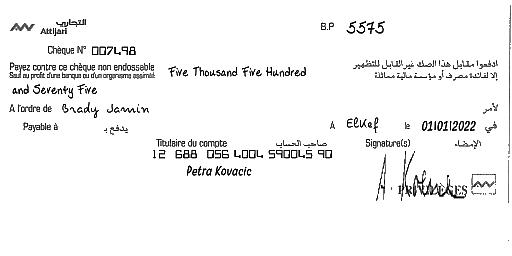 التجاري
Attijari
B.P 5575
Chèque N° 007498
Payez contre ce chèque non endossable
Sauf au profit d'une banque ou d'un organisme assimilé
Five Thousand Five Hundred
ادفعوا مقابل هذا الصك غير القابل للتظهير
إلا لفائدة مصرف أو مؤسسة مالية مماثلة
and Seventy Five
A l'ordre de Brady Jamin
لأمر
Payable à يدفع بـ
A ElKef le 01/01/2022 في
Titulaire du compte صاحب الحساب
Signature(s) الإمضاء
12 688 056 4004 590045 90
Petra Kovacic
PRIVILEGES